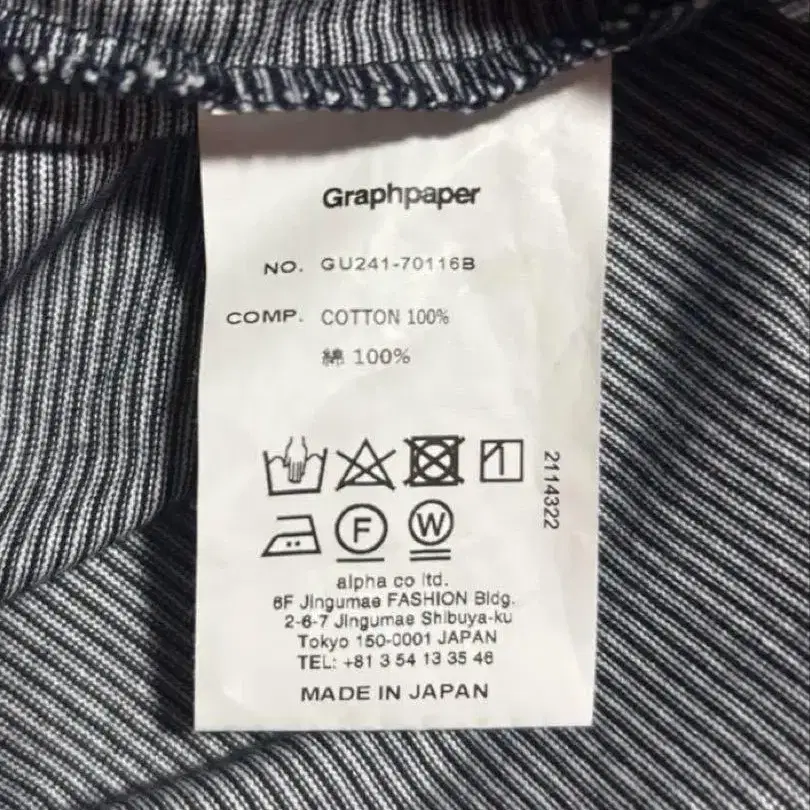 Graphpaper
NO. GU241-70116B
COMP. COTTON 100%
綿 100%
2114322
F W
alpha co ltd.
6F Jingumae FASHION Bldg.
2-6-7 Jingumae Shibuya-ku
Tokyo 150-0001 JAPAN
TEL: +81 3 54 13 35 46
MADE IN JAPAN